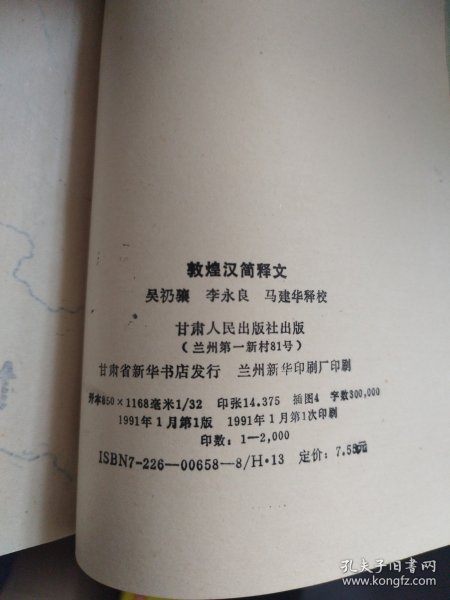 敦煌汉简释文
吴礽骧 李永良 马建华释校
甘肃人民出版社出版
（兰州第一新村81号）
甘肃省新华书店发行 兰州新华印刷厂印刷
开本850×1168毫米1/32 印张14.375 插图4 字数300,000
1991年1月第1版 1991年1月第1次印刷
印数：1—2,000
ISBN7-226-00658-8/H·13 定价：7.55元
孔夫子旧书网
www.kongfz.com